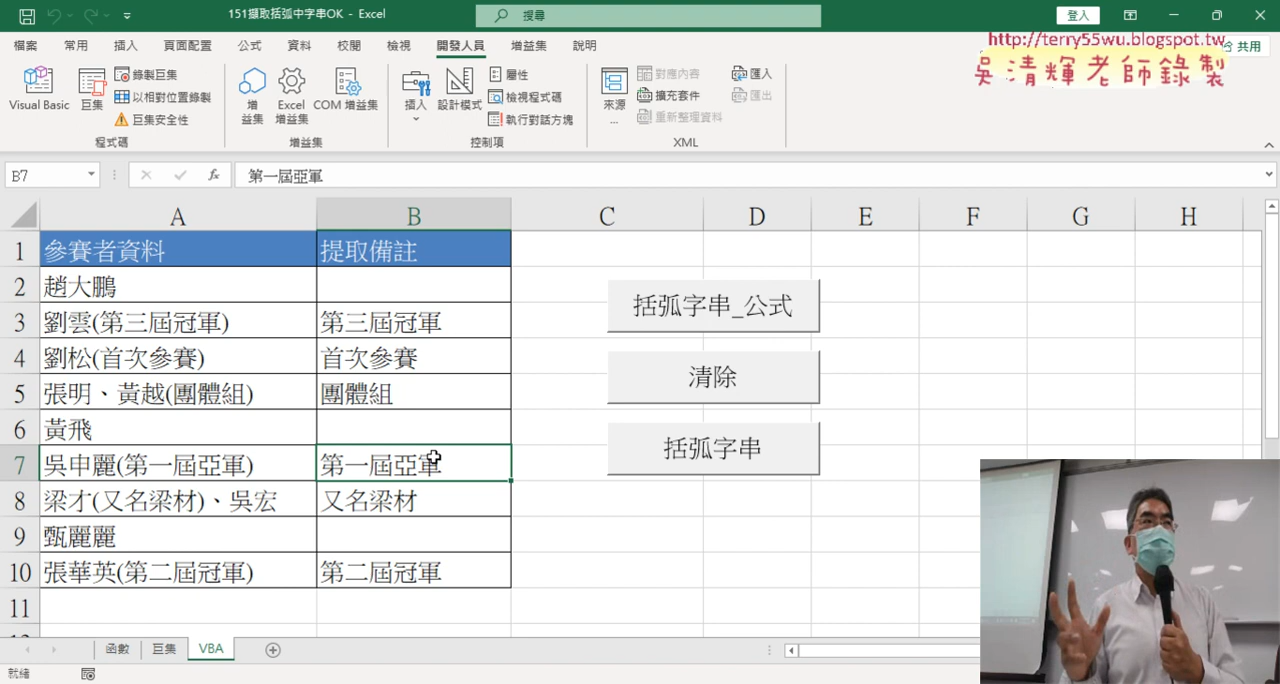 151擷取括弧中字串OK - Excel
搜尋
登入
http://terry55wu.blogspot.tw
共用
吳清輝老師錄製
檔案 常用 插入 頁面配置 公式 資料 校閱 檢視 開發人員 增益集 說明
Visual Basic
巨集
錄製巨集
以相對位置錄製
巨集安全性
程式碼
增益集
Excel 增益集
COM 增益集
增益集
插入
設計模式
屬性
檢視程式碼
執行對話方塊
控制項
來源...
對應內容
擴充套件
重新整理資料
匯入
匯出
XML
B7
fx
第一屆亞軍
A B C D E F G H
1 參賽者資料 提取備註
2 趙大鵬
3 劉雲(第三屆冠軍) 第三屆冠軍
4 劉松(首次參賽) 首次參賽
5 張明、黃越(團體組) 團體組
6 黃飛
7 吳申麗(第一屆亞軍) 第一屆亞軍
8 梁才(又名梁材)、吳宏 又名梁材
9 甄麗麗
10 張華英(第二屆冠軍) 第二屆冠軍
11
括弧字串_公式
清除
括弧字串
函數 巨集 VBA
就緒